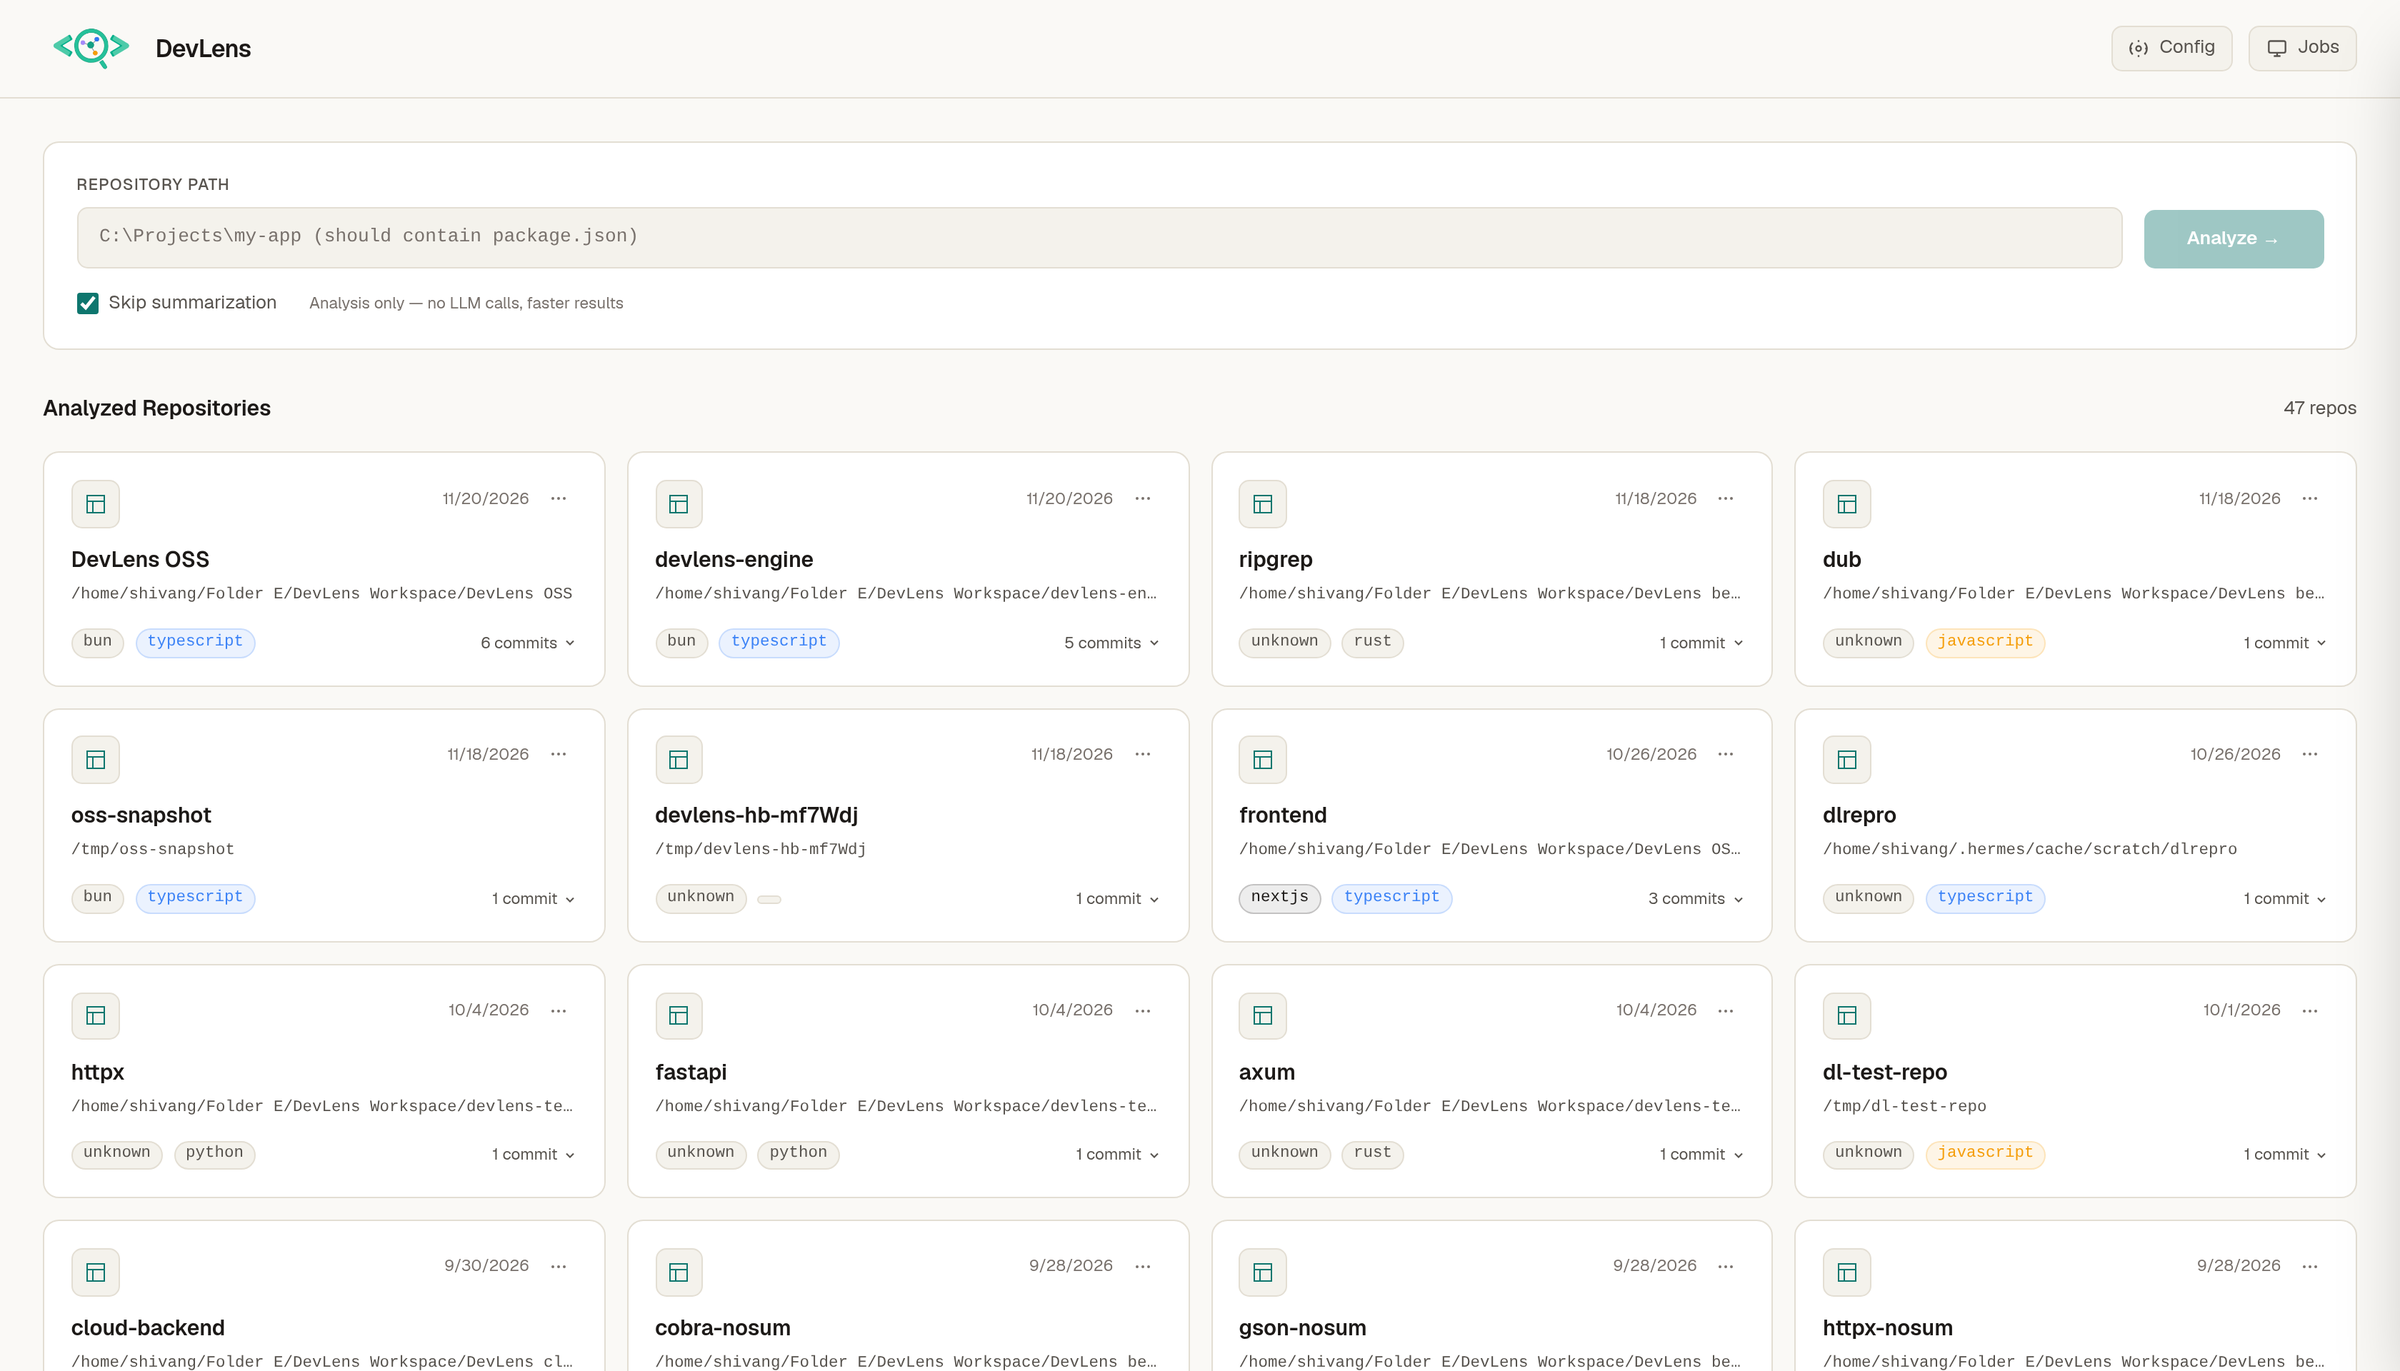 DevLens
Config
Jobs
REPOSITORY PATH
C:\Projects\my-app (should contain package.json)
Analyze →
Skip summarization
Analysis only — no LLM calls, faster results
Analyzed Repositories
47 repos
11/20/2026 ···
DevLens OSS
/home/shivang/Folder E/DevLens Workspace/DevLens OSS
bun typescript 6 commits
11/20/2026 ···
devlens-engine
/home/shivang/Folder E/DevLens Workspace/devlens-en…
bun typescript 5 commits
11/18/2026 ···
ripgrep
/home/shivang/Folder E/DevLens Workspace/DevLens be…
unknown rust 1 commit
11/18/2026 ···
dub
/home/shivang/Folder E/DevLens Workspace/DevLens be…
unknown javascript 1 commit
11/18/2026 ···
oss-snapshot
/tmp/oss-snapshot
bun typescript 1 commit
11/18/2026 ···
devlens-hb-mf7Wdj
/tmp/devlens-hb-mf7Wdj
unknown 1 commit
10/26/2026 ···
frontend
/home/shivang/Folder E/DevLens Workspace/DevLens OS…
nextjs typescript 3 commits
10/26/2026 ···
dlrepro
/home/shivang/.hermes/cache/scratch/dlrepro
unknown typescript 1 commit
10/4/2026 ···
httpx
/home/shivang/Folder E/DevLens Workspace/devlens-te…
unknown python 1 commit
10/4/2026 ···
fastapi
/home/shivang/Folder E/DevLens Workspace/devlens-te…
unknown python 1 commit
10/4/2026 ···
axum
/home/shivang/Folder E/DevLens Workspace/devlens-te…
unknown rust 1 commit
10/1/2026 ···
dl-test-repo
/tmp/dl-test-repo
unknown javascript 1 commit
9/30/2026 ···
cloud-backend
/home/shivang/Folder E/DevLens Workspace/DevLens cl…
9/28/2026 ···
cobra-nosum
/home/shivang/Folder E/DevLens Workspace/DevLens be…
9/28/2026 ···
gson-nosum
/home/shivang/Folder E/DevLens Workspace/DevLens be…
9/28/2026 ···
httpx-nosum
/home/shivang/Folder E/DevLens Workspace/DevLens be…